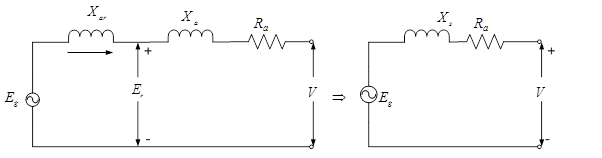 X_ar
X_a
R_a
+
E_g
E_r
V
-
⇒
X_s
R_a
+
E_g
V
-